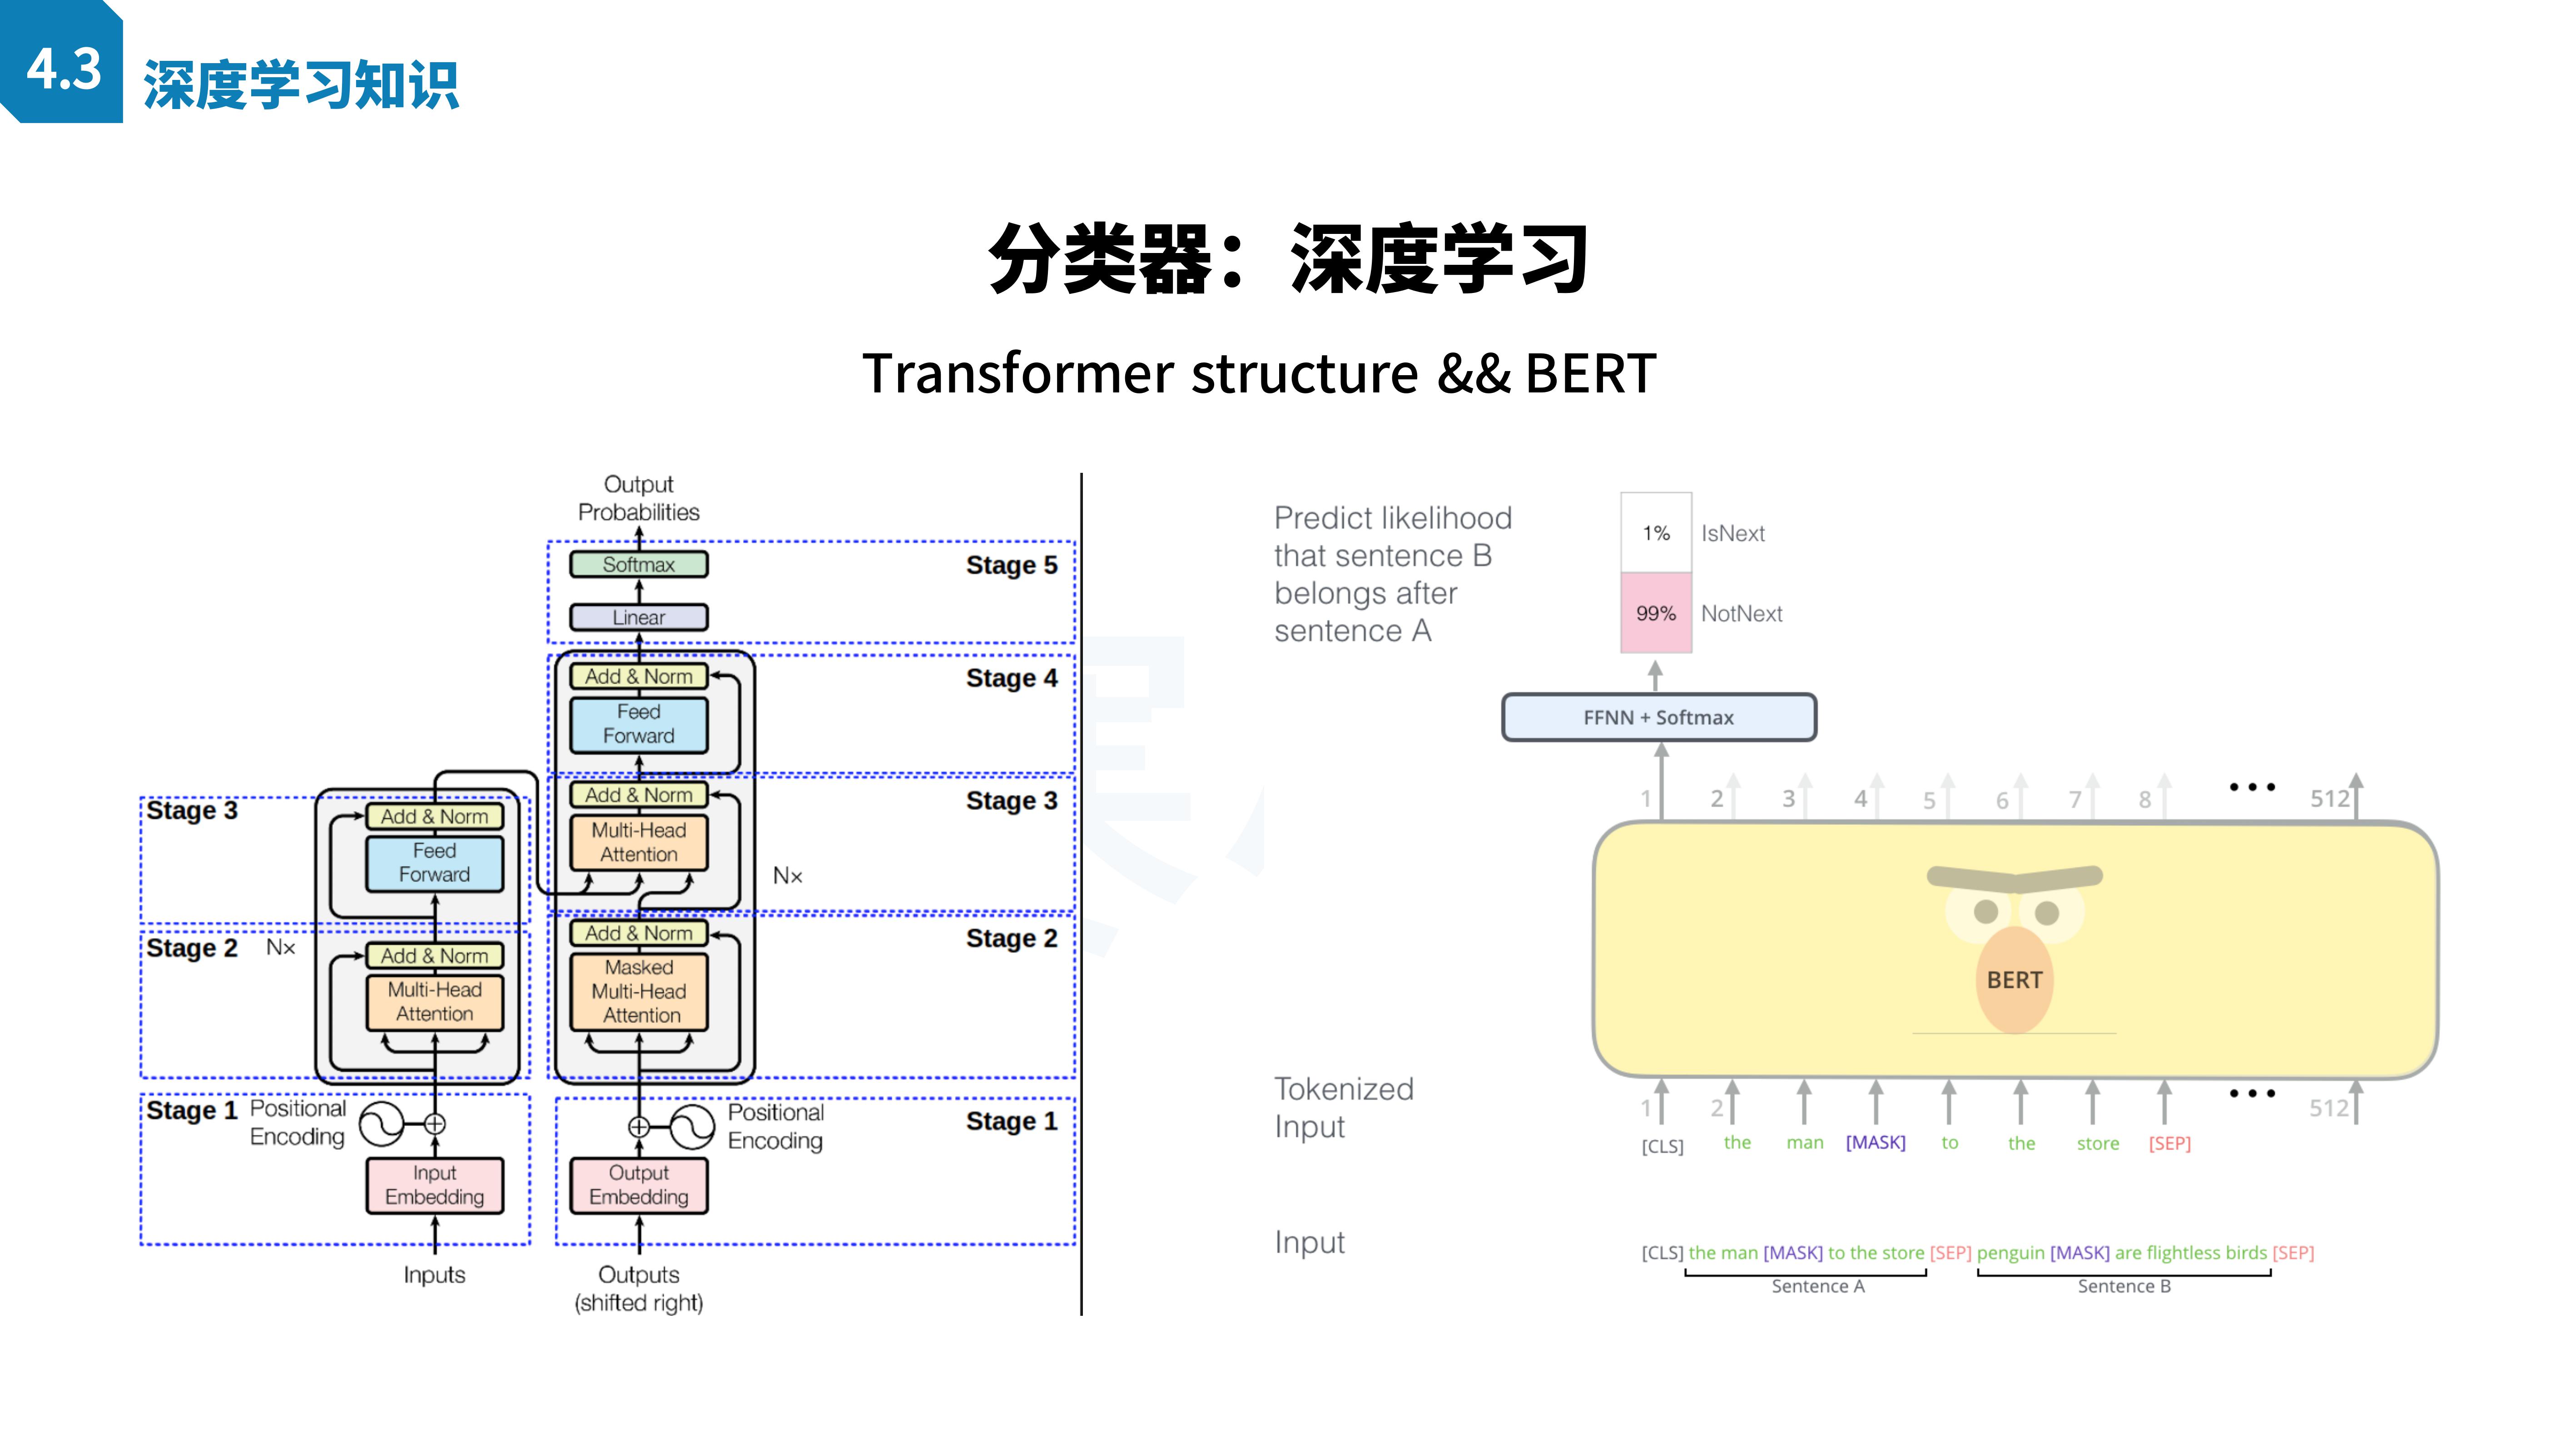 4.3
深度学习知识
分类器：深度学习
Transformer structure && BERT
Output
Probabilities
Softmax
Stage 5
Linear
Add & Norm
Stage 4
Feed
Forward
Add & Norm
Stage 3
Multi-Head
Attention
Nx
Add & Norm
Stage 2
Masked
Multi-Head
Attention
Positional
Encoding
Stage 1
Output
Embedding
Outputs
(shifted right)
Stage 3
Add & Norm
Feed
Forward
Stage 2
Nx
Add & Norm
Multi-Head
Attention
Stage 1
Positional
Encoding
Input
Embedding
Inputs
Predict likelihood
that sentence B
belongs after
sentence A
1% IsNext
99% NotNext
FFNN + Softmax
1 2 3 4 5 6 7 8 ••• 512
BERT
Tokenized
Input
1 2 ••• 512
[CLS] the man [MASK] to the store [SEP]
Input
[CLS] the man [MASK] to the store [SEP] penguin [MASK] are flightless birds [SEP]
Sentence A Sentence B